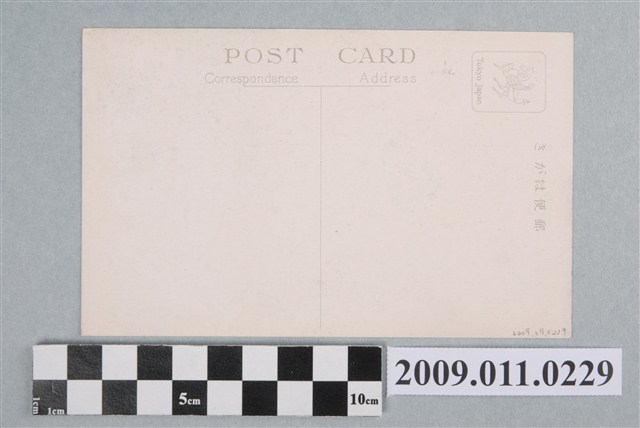 POST CARD
Correspondence Address
Tokyo Japan
きがは便郵
2009.011.0229
1cm 1cm 5cm 10cm
2009.011.0229